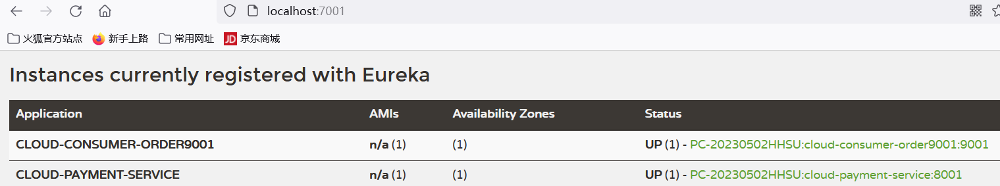 localhost:7001
火狐官方站点 新手上路 常用网址 JD 京东商城
Instances currently registered with Eureka
Application AMIs Availability Zones Status
CLOUD-CONSUMER-ORDER9001 n/a (1) (1) UP (1) - PC-20230502HHSU:cloud-consumer-order9001:9001
CLOUD-PAYMENT-SERVICE n/a (1) (1) UP (1) - PC-20230502HHSU:cloud-payment-service:8001